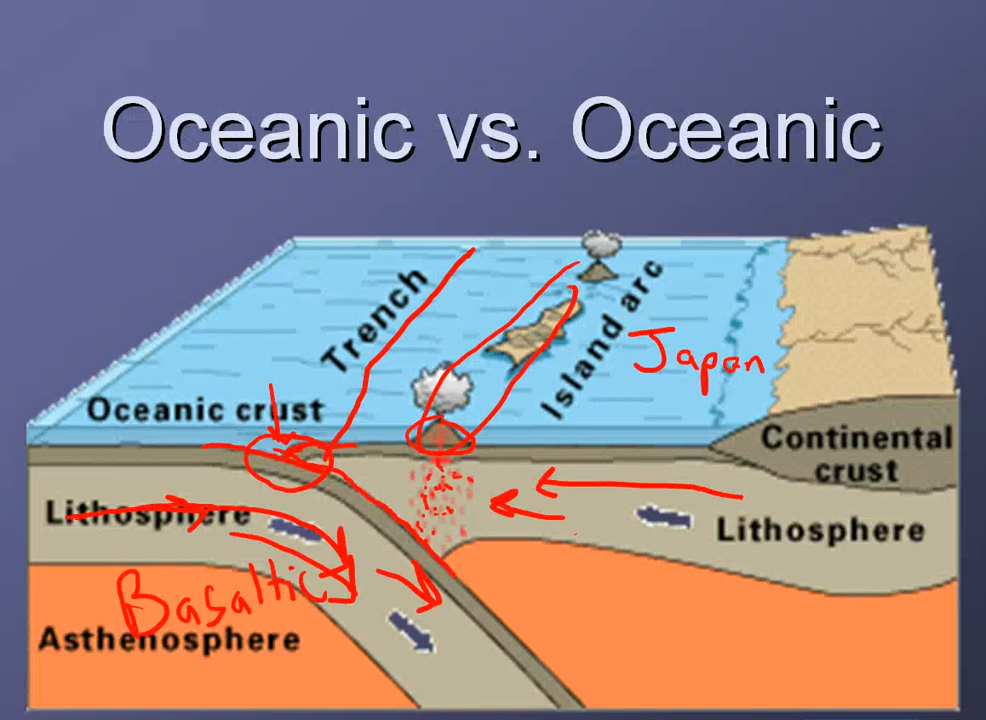 Oceanic vs. Oceanic
Trench
Island arc
Japan
Oceanic crust
Continental
crust
Lithosphere
Lithosphere
Basaltic
Asthenosphere